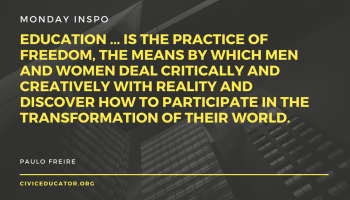 MONDAY INSPO
EDUCATION ... IS THE PRACTICE OF
FREEDOM, THE MEANS BY WHICH MEN
AND WOMEN DEAL CRITICALLY AND
CREATIVELY WITH REALITY AND
DISCOVER HOW TO PARTICIPATE IN THE
TRANSFORMATION OF THEIR WORLD.
PAULO FREIRE
CIVICEDUCATOR.ORG